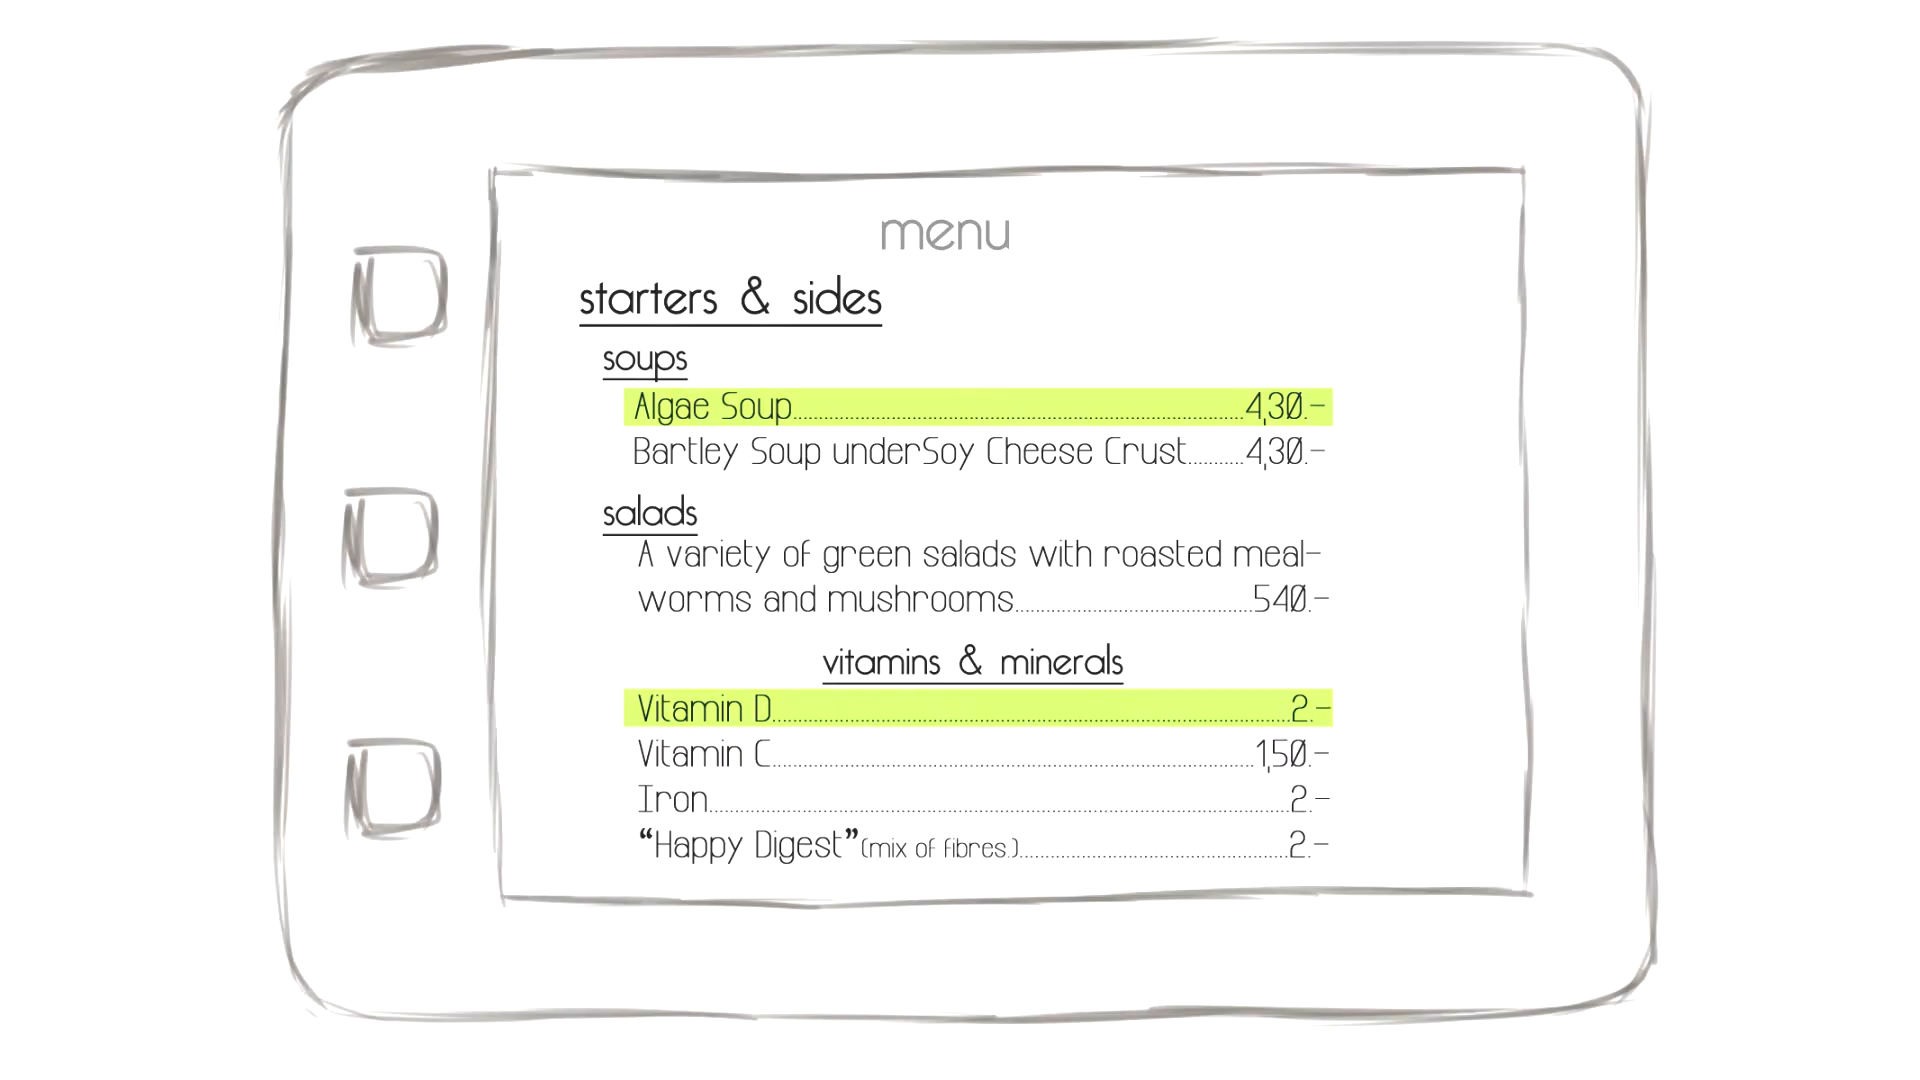 menu
starters & sides
soups
Algae Soup 4,30.-
Bartley Soup underSoy Cheese Crust 4,30.-
salads
A variety of green salads with roasted meal-
worms and mushrooms 540.-
vitamins & minerals
Vitamin D 2.-
Vitamin C 1,50.-
Iron 2.-
“Happy Digest” (mix of fibres.) 2.-